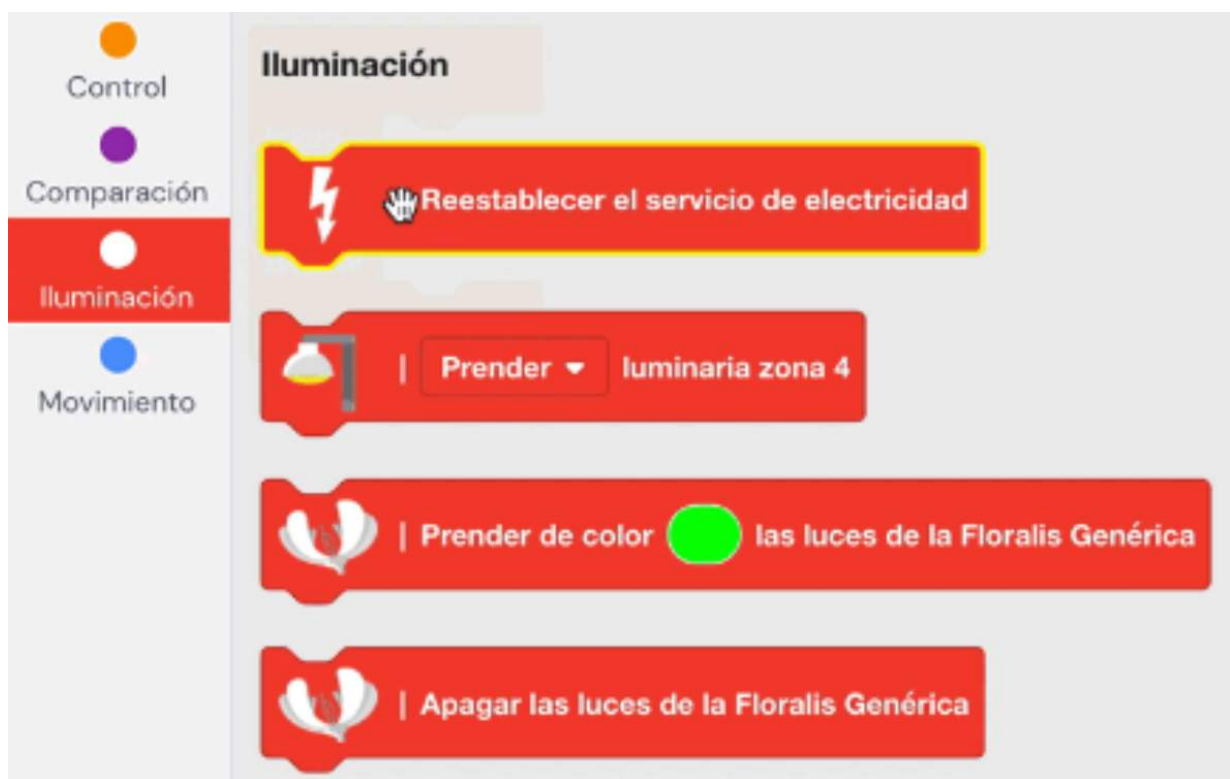 Control
Comparación
Iluminación
Movimiento
Iluminación
Reestablecer el servicio de electricidad
| Prender luminaria zona 4
| Prender de color las luces de la Floralis Genérica
| Apagar las luces de la Floralis Genérica